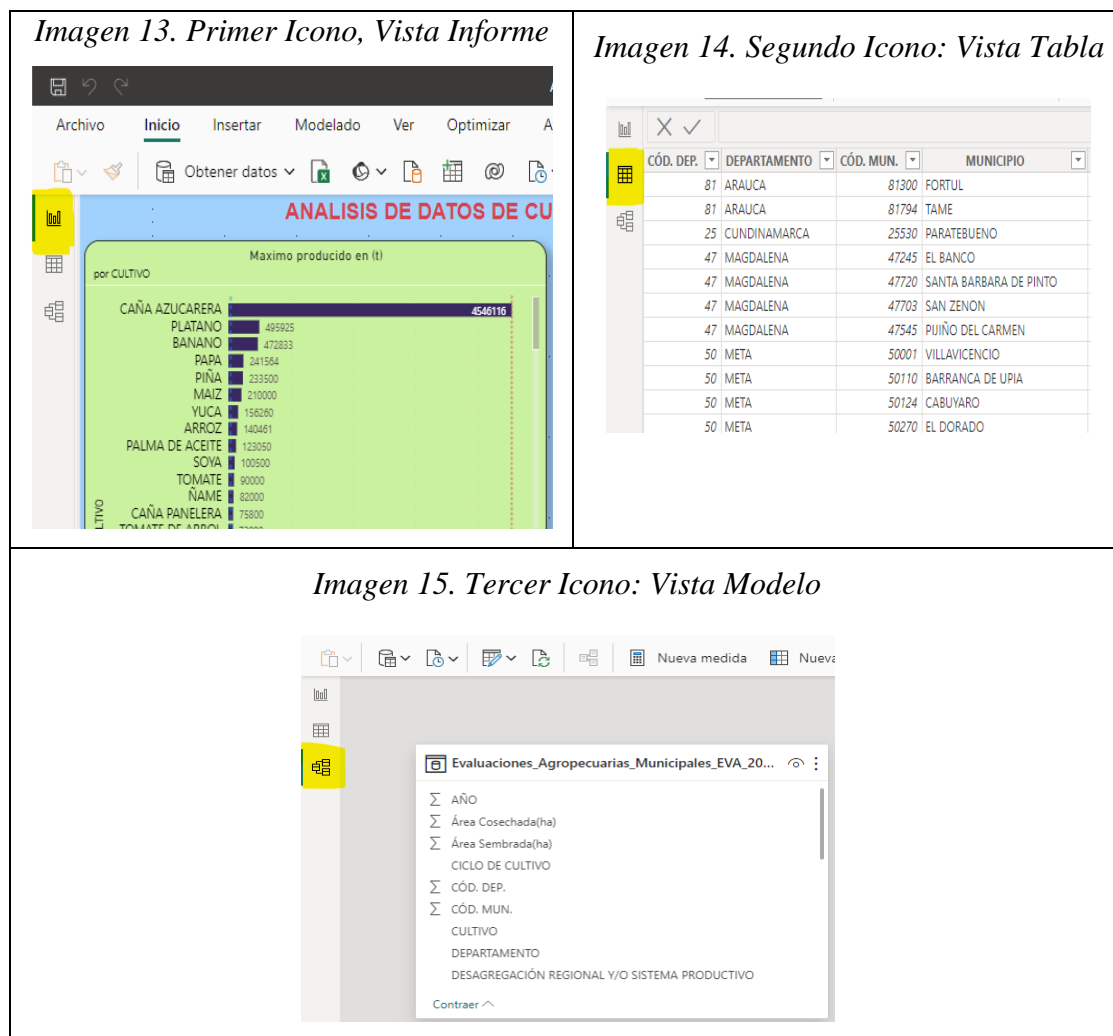 Imagen 13. Primer Icono, Vista Informe
Archivo Inicio Insertar Modelado Ver Optimizar A
Obtener datos
ANALISIS DE DATOS DE CU
Maximo producido en (t)
por CULTIVO
CAÑA AZUCARERA 4546116
PLATANO 495925
BANANO 472833
PAPA 241564
PIÑA 233500
MAIZ 210000
YUCA 156260
ARROZ 140461
PALMA DE ACEITE 123050
SOYA 100500
TOMATE 90000
ÑAME 82000
CAÑA PANELERA 75800
Imagen 14. Segundo Icono: Vista Tabla
CÓD. DEP. DEPARTAMENTO CÓD. MUN. MUNICIPIO
81 ARAUCA 81300 FORTUL
81 ARAUCA 81794 TAME
25 CUNDINAMARCA 25530 PARATEBUENO
47 MAGDALENA 47245 EL BANCO
47 MAGDALENA 47720 SANTA BARBARA DE PINTO
47 MAGDALENA 47703 SAN ZENON
47 MAGDALENA 47545 PIJIÑO DEL CARMEN
50 META 50001 VILLAVICENCIO
50 META 50110 BARRANCA DE UPIA
50 META 50124 CABUYARO
50 META 50270 EL DORADO
Imagen 15. Tercer Icono: Vista Modelo
Nueva medida Nueva
Evaluaciones_Agropecuarias_Municipales_EVA_20...
Σ AÑO
Σ Área Cosechada(ha)
Σ Área Sembrada(ha)
CICLO DE CULTIVO
Σ CÓD. DEP.
Σ CÓD. MUN.
CULTIVO
DEPARTAMENTO
DESAGREGACIÓN REGIONAL Y/O SISTEMA PRODUCTIVO
Contraer